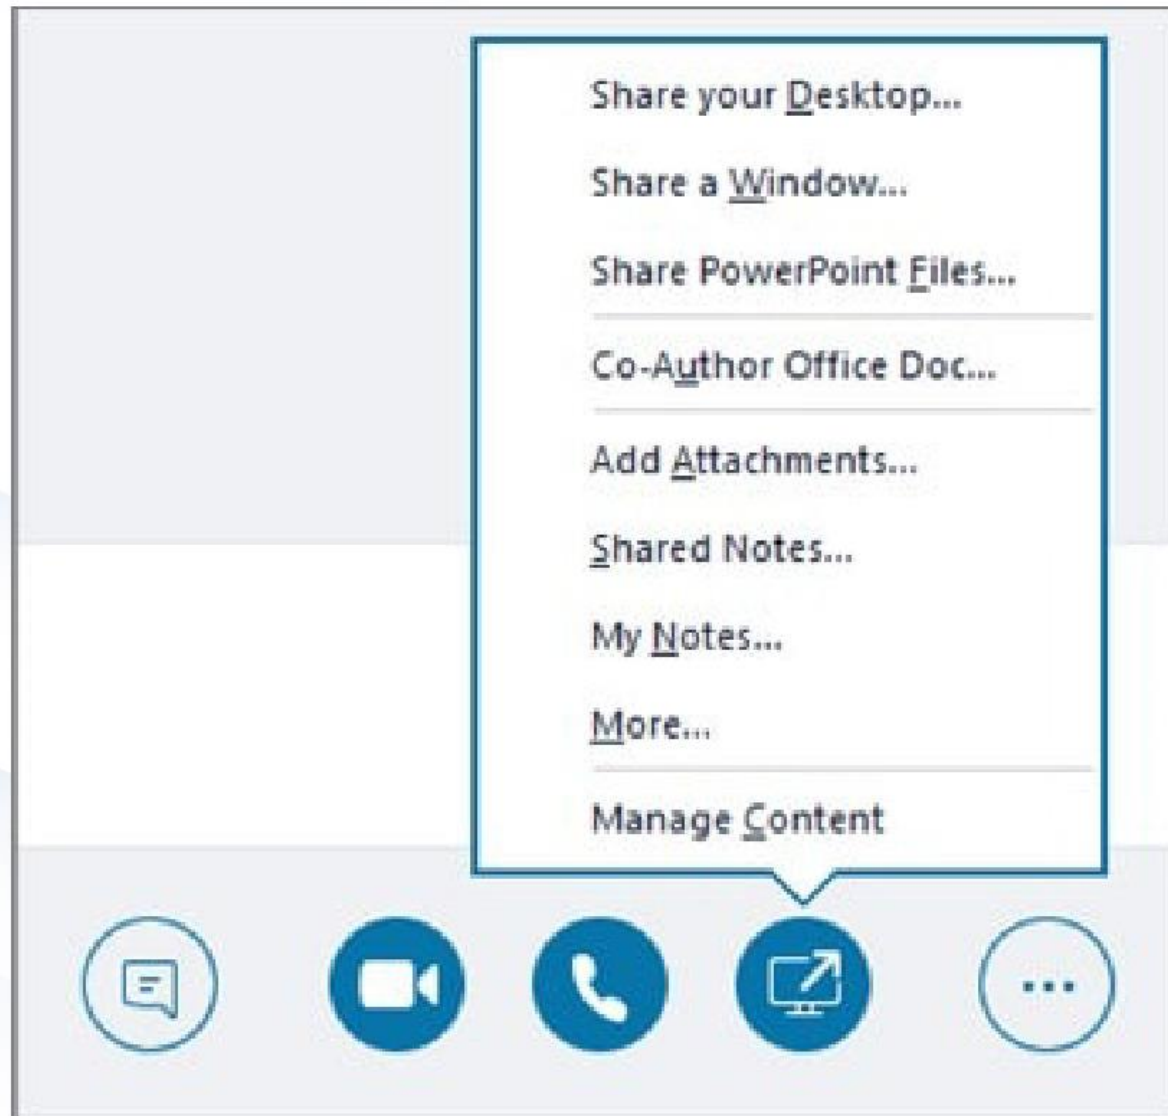 Share your Desktop...
Share a Window...
Share PowerPoint Files...
Co-Author Office Doc...
Add Attachments...
Shared Notes...
My Notes...
More...
Manage Content